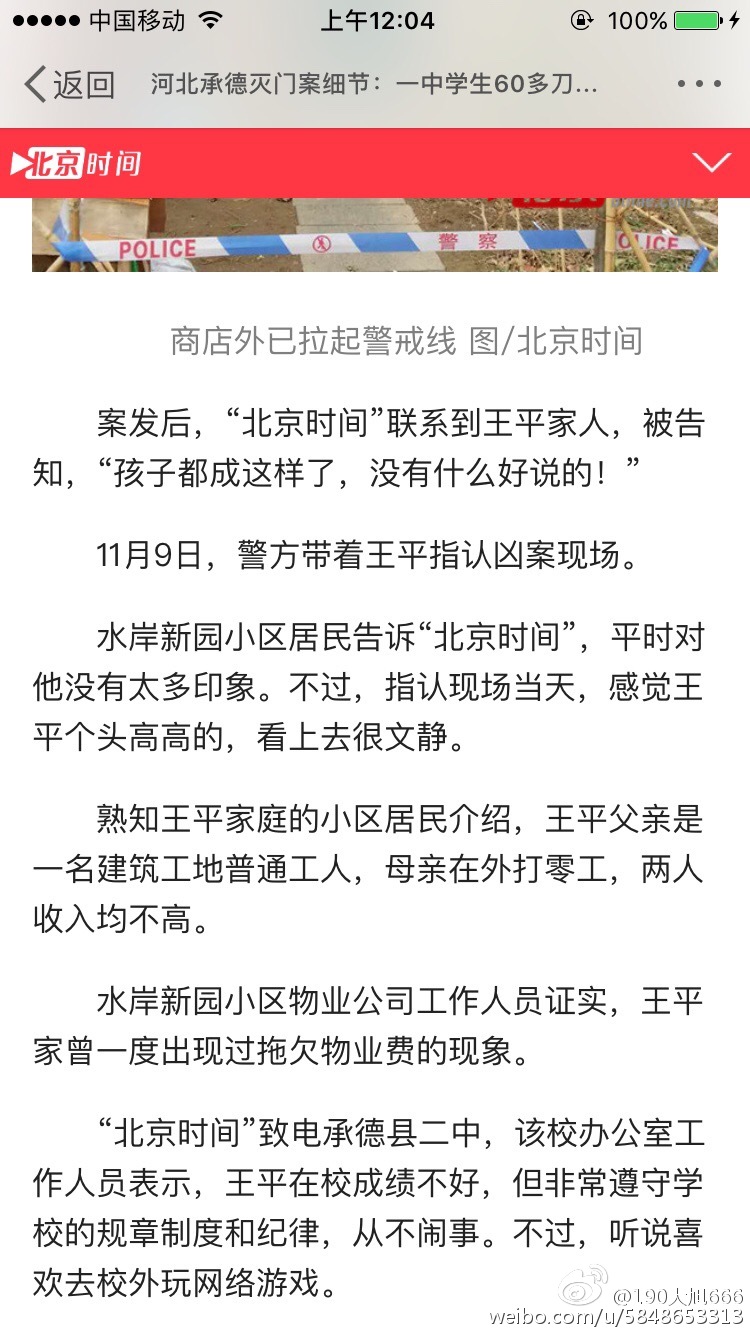 中国移动 上午12:04 100%
返回 河北承德灭门案细节：一中学生60多刀...
北京时间
POLICE 警察 OLICE
商店外已拉起警戒线 图/北京时间
案发后，“北京时间”联系到王平家人，被告
知，“孩子都成这样了，没有什么好说的！”
11月9日，警方带着王平指认凶案现场。
水岸新园小区居民告诉“北京时间”，平时对
他没有太多印象。不过，指认现场当天，感觉王
平个头高高的，看上去很文静。
熟知王平家庭的小区居民介绍，王平父亲是
一名建筑工地普通工人，母亲在外打零工，两人
收入均不高。
水岸新园小区物业公司工作人员证实，王平
家曾一度出现过拖欠物业费的现象。
“北京时间”致电承德县二中，该校办公室工
作人员表示，王平在校成绩不好，但非常遵守学
校的规章制度和纪律，从不闹事。不过，听说喜
欢去校外玩网络游戏。
@190大旭666
weibo.com/u/5848653313